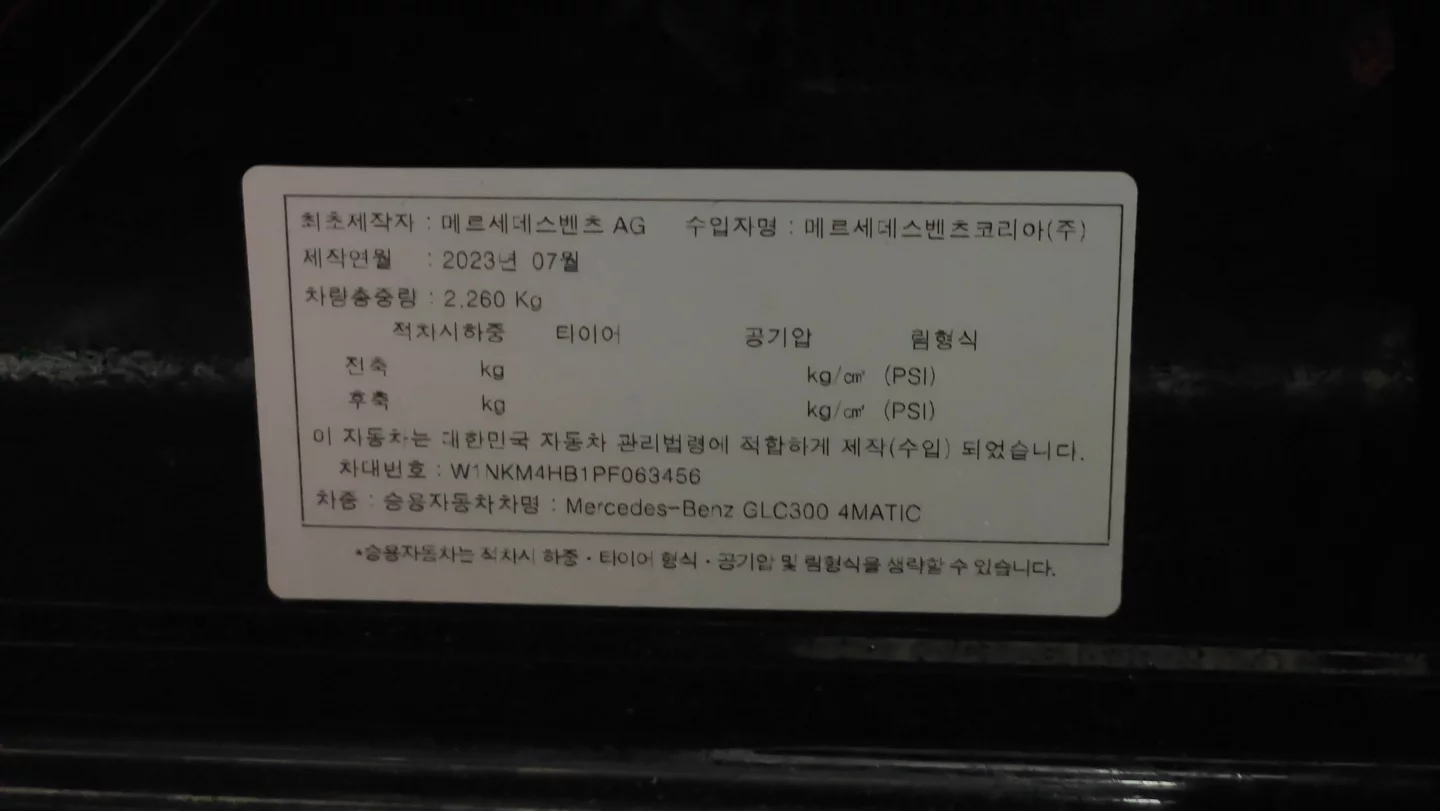 최초제작자 : 메르세데스벤츠 AG 수입자명 : 메르세데스벤츠코리아(주)
제작연월 : 2023년 07월
차량총중량 : 2,260 Kg
적차시하중 타이어 공기압 림형식
전축 kg kg/㎠ (PSI)
후축 kg kg/㎠ (PSI)
이 자동차는 대한민국 자동차 관리법령에 적합하게 제작(수입) 되었습니다.
차대번호 : W1NKM4HB1PF063456
차종 : 승용자동차차명 : Mercedes-Benz GLC300 4MATIC
*승용자동차는 적차시 하중 · 타이어 형식 · 공기압 및 림형식을 생략할 수 있습니다.